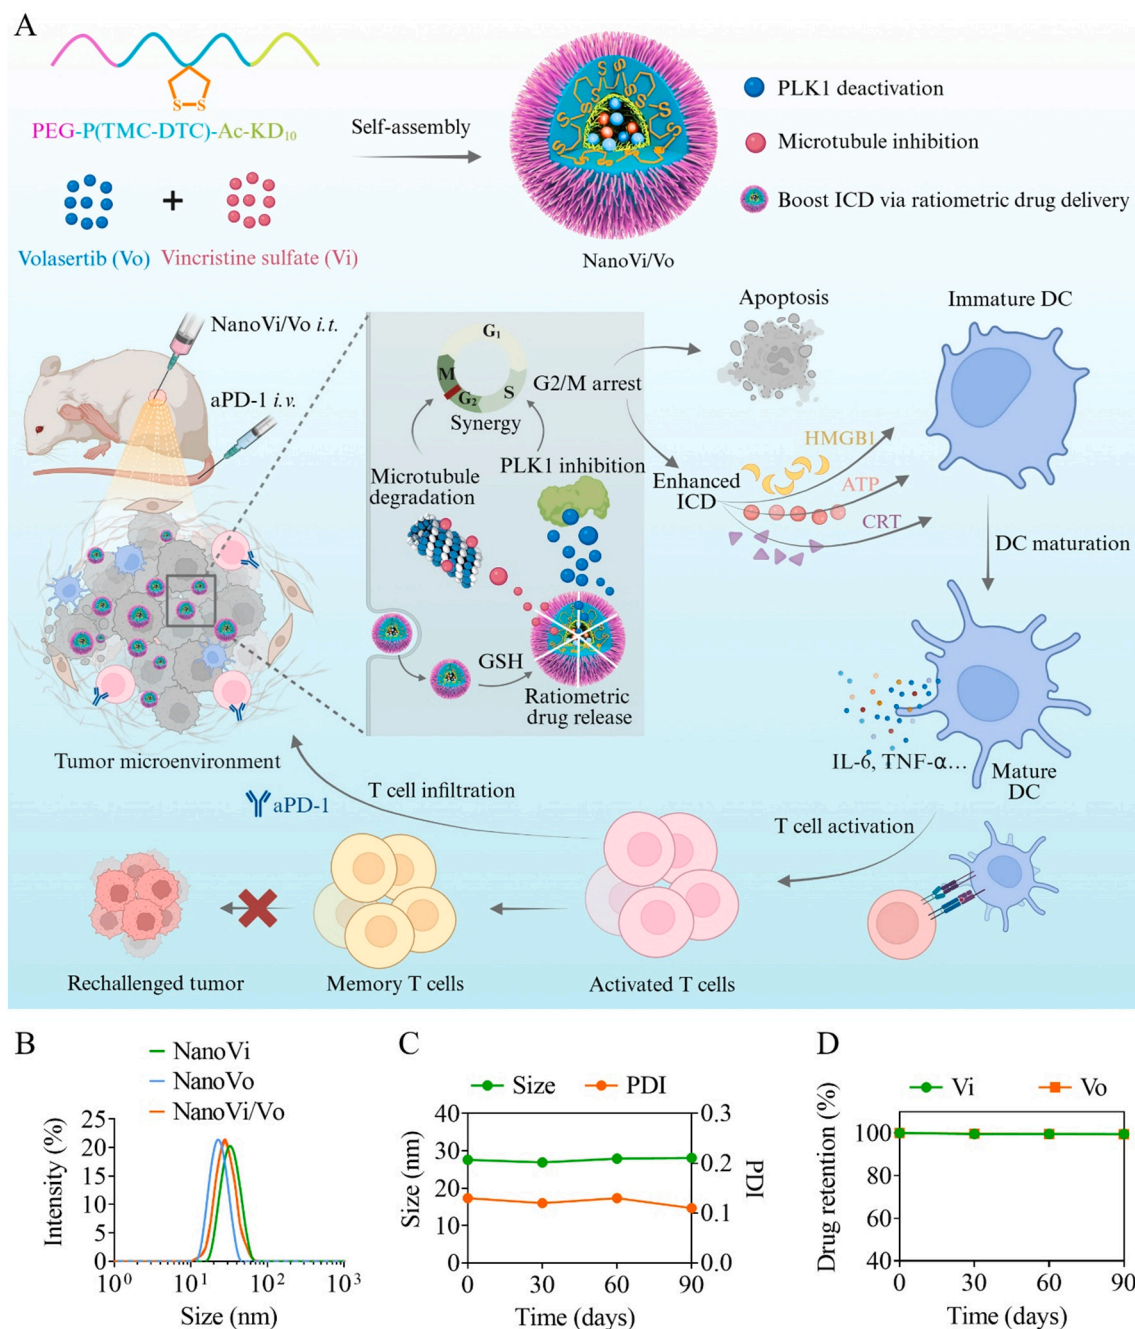 A
S-S
PEG-P(TMC-DTC)-Ac-KD₁₀
Self-assembly
+
Volasertib (Vo)
Vincristine sulfate (Vi)
NanoVi/Vo
PLK1 deactivation
Microtubule inhibition
Boost ICD via ratiometric drug delivery
NanoVi/Vo i.t.
aPD-1 i.v.
G₁
M
S
G₂
Synergy
G2/M arrest
Microtubule
degradation
PLK1 inhibition
GSH
Ratiometric
drug release
Apoptosis
Enhanced
ICD
HMGB1
ATP
CRT
Immature DC
DC maturation
IL-6, TNF-α...
Mature
DC
Tumor microenvironment
aPD-1
T cell infiltration
T cell activation
Rechallenged tumor
Memory T cells
Activated T cells
B
NanoVi
NanoVo
NanoVi/Vo
Intensity (%)
25
20
15
10
5
0
10⁰
10¹
10²
10³
Size (nm)
C
Size
PDI
Size (nm)
40
30
20
10
0
0.3
0.2
0.1
0.0
PDI
0
30
60
90
Time (days)
D
Vi
Vo
Drug retention (%)
100
80
60
40
0
30
60
90
Time (days)